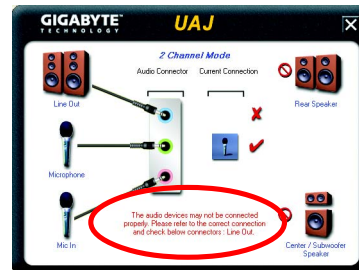 GIGABYTE™
TECHNOLOGY
UAJ
2 Channel Mode
Audio Connector
Current Connection
Line Out
Rear Speaker
Microphone
The audio devices may not be connected
properly. Please refer to the correct connection
and check below connectors : Line Out.
Mic In
Center / Subwoofer
Speaker